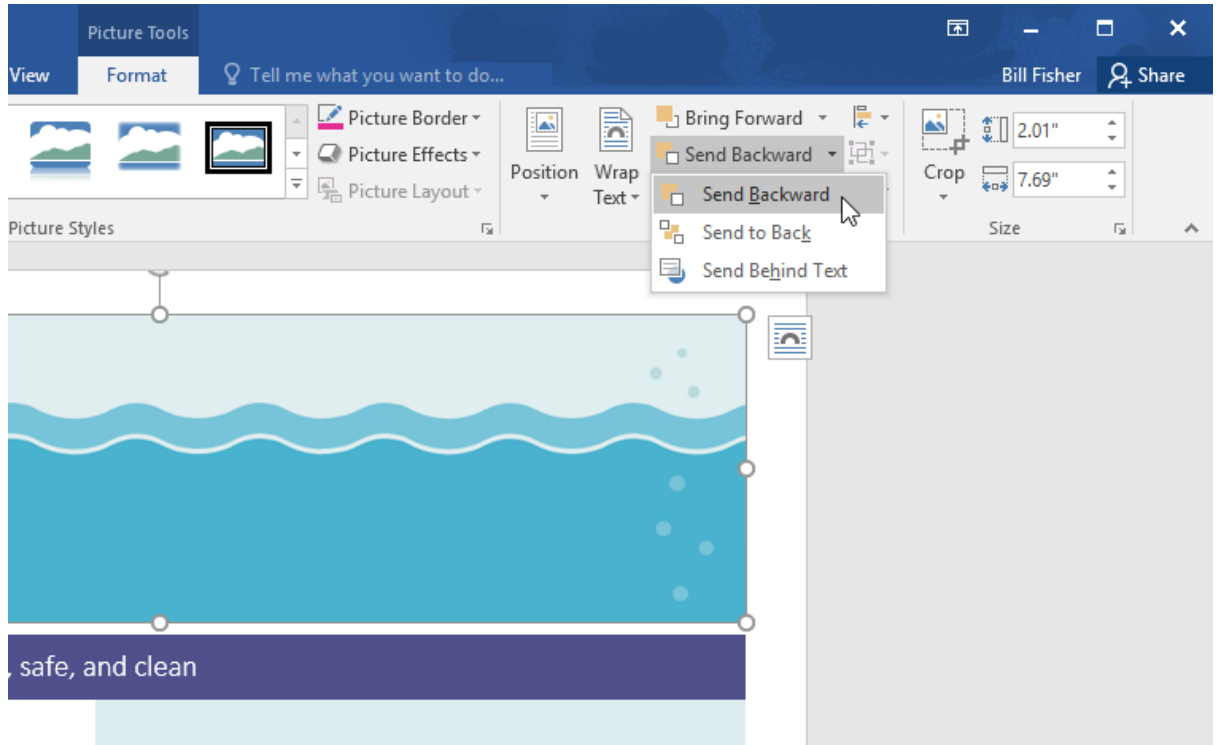 Picture Tools
View Format Tell me what you want to do... Bill Fisher Share
Picture Border
Picture Effects
Picture Layout
Position
Wrap
Text
Bring Forward
Send Backward
Send Backward
Send to Back
Send Behind Text
Crop
2.01"
7.69"
Picture Styles
Size
, safe, and clean